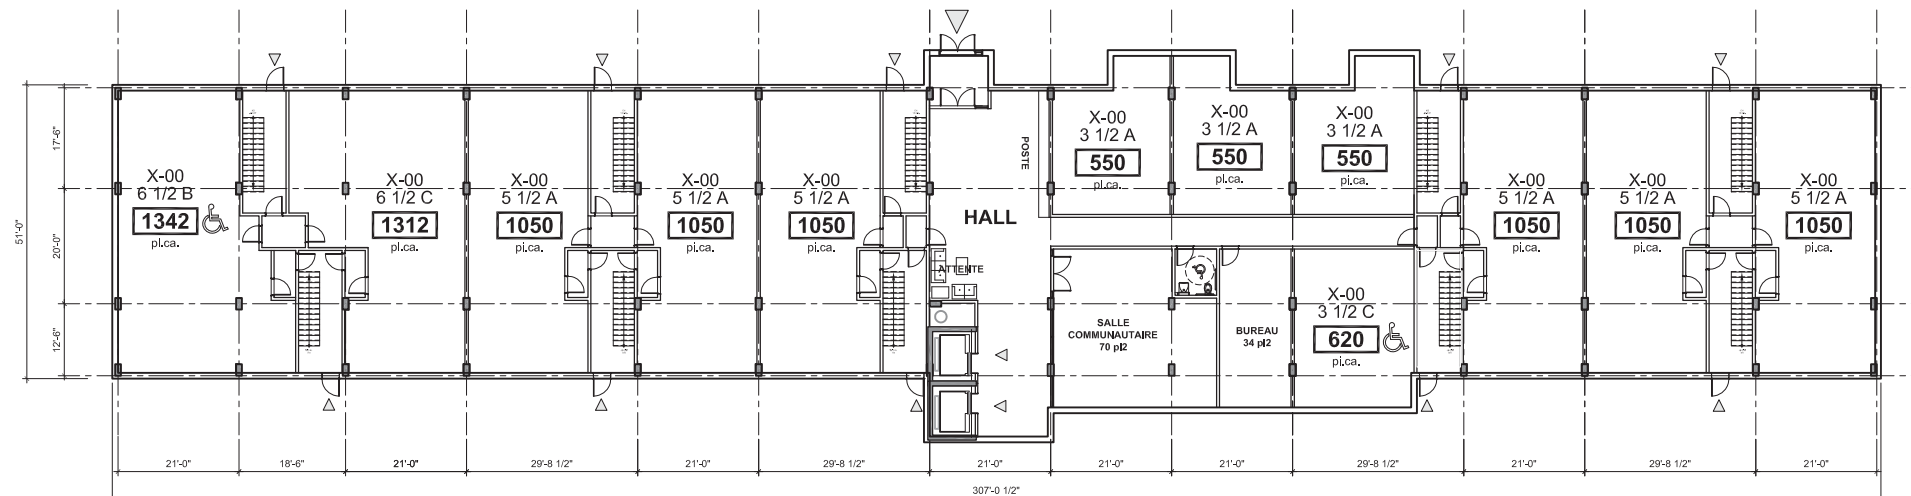 X-00
6 1/2 B
1342
pi.ca.
X-00
6 1/2 C
1312
pi.ca.
X-00
5 1/2 A
1050
pi.ca.
X-00
5 1/2 A
1050
pi.ca.
X-00
5 1/2 A
1050
pi.ca.
HALL
POSTE
ATTENTE
X-00
3 1/2 A
550
pi.ca.
X-00
3 1/2 A
550
pi.ca.
X-00
3 1/2 A
550
pi.ca.
SALLE
COMMUNAUTAIRE
70 pi2
BUREAU
34 pi2
X-00
3 1/2 C
620
pi.ca.
X-00
5 1/2 A
1050
pi.ca.
X-00
5 1/2 A
1050
pi.ca.
X-00
5 1/2 A
1050
pi.ca.
51'-0"
17'-6"
20'-0"
12'-6"
21'-0"
18'-6"
21'-0"
29'-8 1/2"
21'-0"
29'-8 1/2"
21'-0"
21'-0"
21'-0"
29'-8 1/2"
21'-0"
29'-8 1/2"
21'-0"
307'-0 1/2"